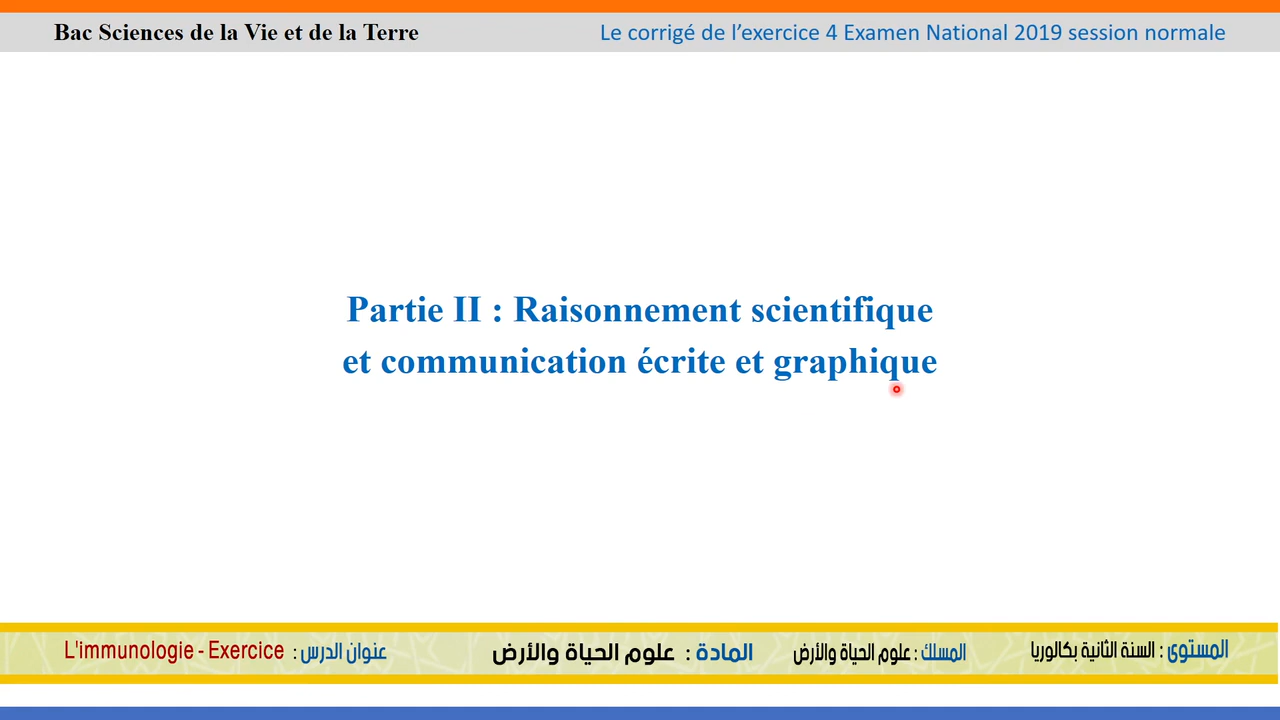 Bac Sciences de la Vie et de la Terre
Le corrigé de l’exercice 4 Examen National 2019 session normale
Partie II : Raisonnement scientifique
et communication écrite et graphique
المستوى : السنة الثانية بكالوريا
المسلك : علوم الحياة والأرض
المادة : علوم الحياة والأرض
عنوان الدرس : L'immunologie - Exercice